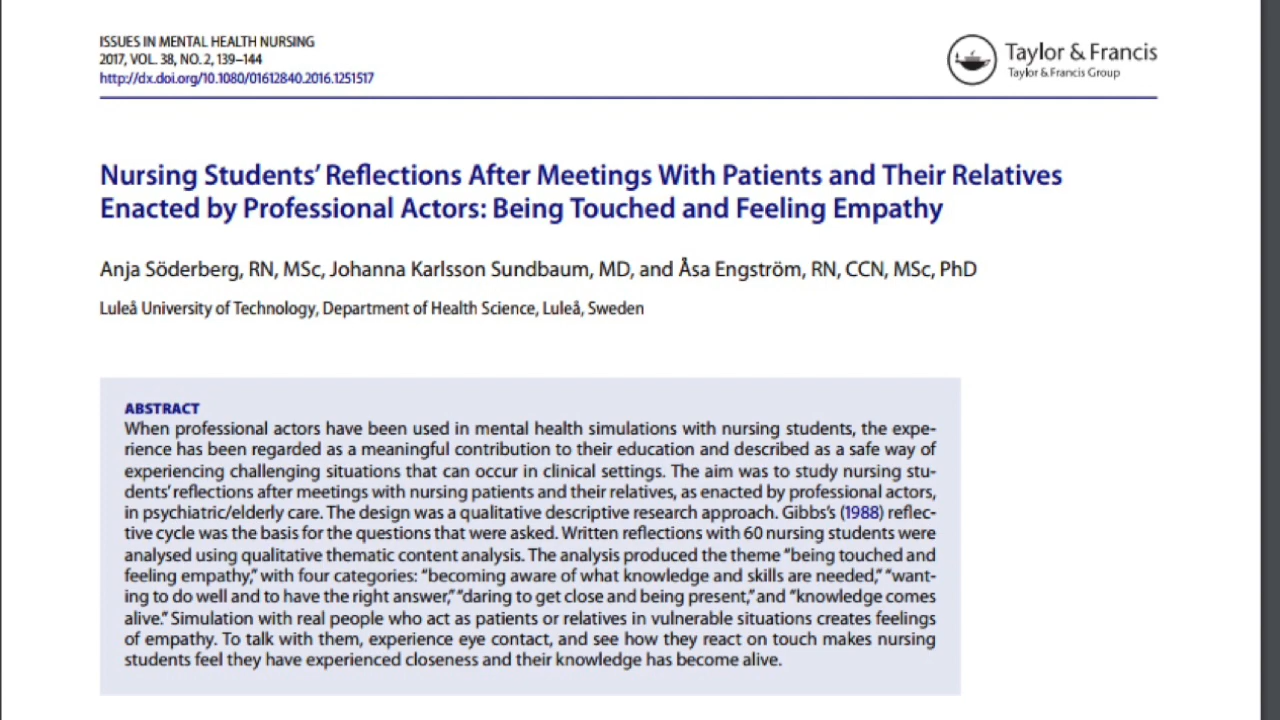 ISSUES IN MENTAL HEALTH NURSING
2017, VOL. 38, NO. 2, 139–144
http://dx.doi.org/10.1080/01612840.2016.1251517
Taylor & Francis
Taylor & Francis Group
Nursing Students’ Reflections After Meetings With Patients and Their Relatives
Enacted by Professional Actors: Being Touched and Feeling Empathy
Anja Söderberg, RN, MSc, Johanna Karlsson Sundbaum, MD, and Åsa Engström, RN, CCN, MSc, PhD
Luleå University of Technology, Department of Health Science, Luleå, Sweden
ABSTRACT
When professional actors have been used in mental health simulations with nursing students, the expe-
rience has been regarded as a meaningful contribution to their education and described as a safe way of
experiencing challenging situations that can occur in clinical settings. The aim was to study nursing stu-
dents’ reflections after meetings with nursing patients and their relatives, as enacted by professional actors,
in psychiatric/elderly care. The design was a qualitative descriptive research approach. Gibbs’s (1988) reflec-
tive cycle was the basis for the questions that were asked. Written reflections with 60 nursing students were
analysed using qualitative thematic content analysis. The analysis produced the theme “being touched and
feeling empathy,” with four categories: “becoming aware of what knowledge and skills are needed,” “want-
ing to do well and to have the right answer,” “daring to get close and being present,” and “knowledge comes
alive.” Simulation with real people who act as patients or relatives in vulnerable situations creates feelings
of empathy. To talk with them, experience eye contact, and see how they react on touch makes nursing
students feel they have experienced closeness and their knowledge has become alive.